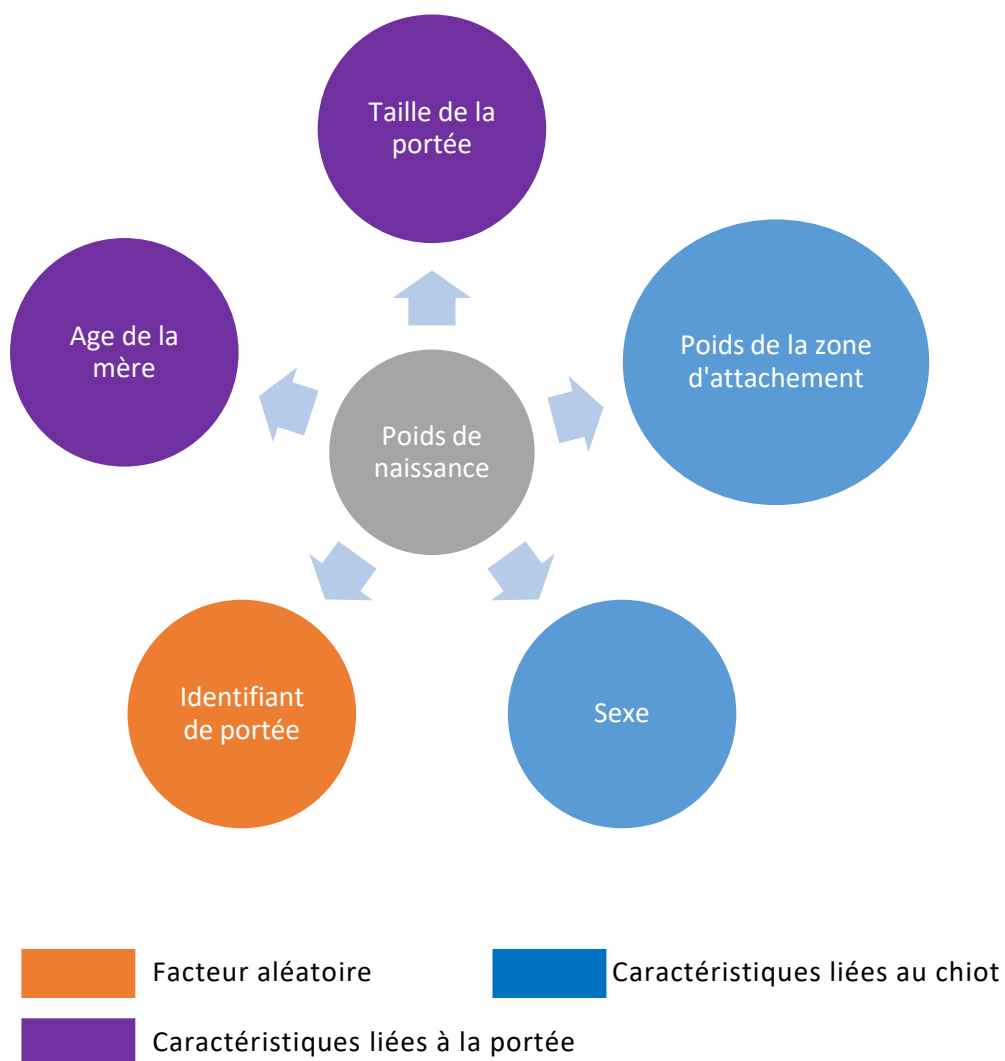 Taille de la
portée
Age de la
mère
Poids de la zone
d'attachement
Poids de
naissance
Identifiant
de portée
Sexe
Facteur aléatoire
Caractéristiques liées au chiot
Caractéristiques liées à la portée